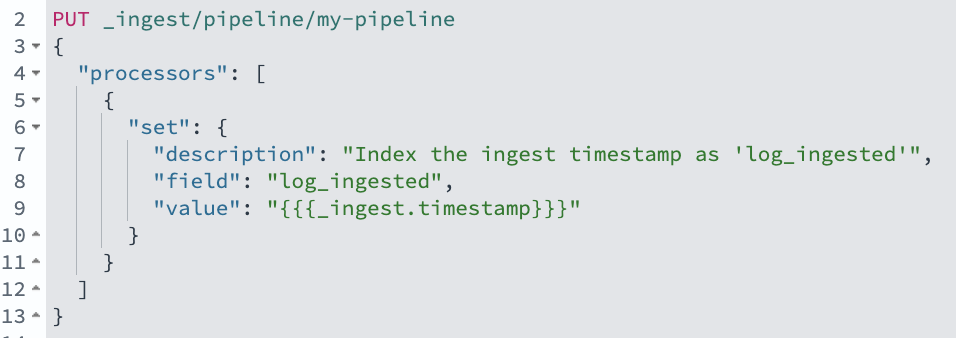 2 PUT _ingest/pipeline/my-pipeline
3 {
4   "processors": [
5     {
6       "set": {
7         "description": "Index the ingest timestamp as 'log_ingested'",
8         "field": "log_ingested",
9         "value": "{{{_ingest.timestamp}}}"
10       }
11     }
12   ]
13 }